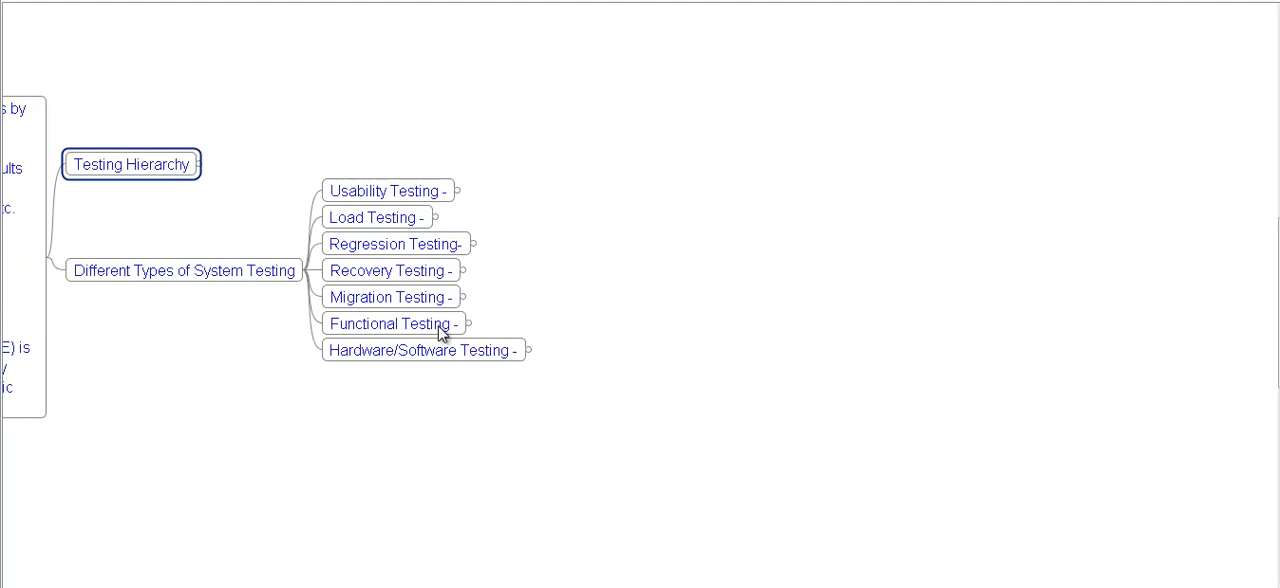 s by
ults
tc.
E) is
y
ic
Testing Hierarchy
Different Types of System Testing
Usability Testing -
Load Testing -
Regression Testing-
Recovery Testing -
Migration Testing -
Functional Testing -
Hardware/Software Testing -